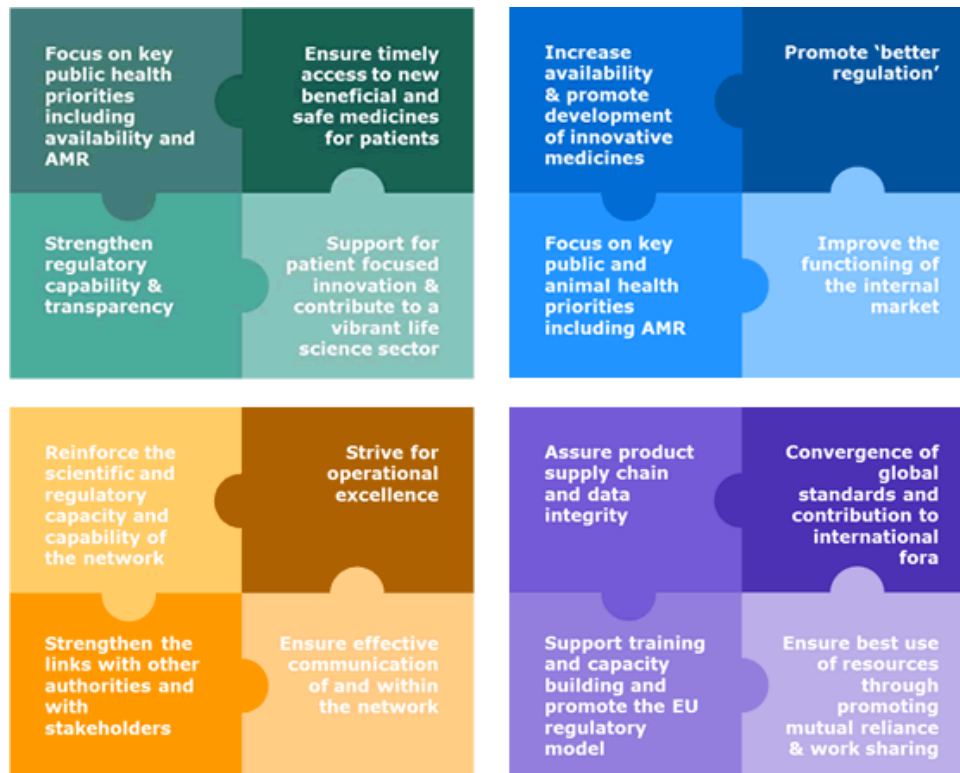 Focus on key
public health
priorities
including
availability and
AMR
Ensure timely
access to new
beneficial and
safe medicines
for patients
Strengthen
regulatory
capability &
transparency
Support for
patient focused
innovation &
contribute to a
vibrant life
science sector
Increase
availability
& promote
development
of innovative
medicines
Promote ‘better
regulation’
Focus on key
public and
animal health
priorities
including AMR
Improve the
functioning of
the internal
market
Reinforce the
scientific and
regulatory
capacity and
capability of
the network
Strive for
operational
excellence
Strengthen the
links with other
authorities and
with
stakeholders
Ensure effective
communication
of and within
the network
Assure product
supply chain
and data
integrity
Convergence of
global
standards and
contribution to
international
fora
Support training
and capacity
building and
promote the EU
regulatory
model
Ensure best use
of resources
through
promoting
mutual reliance
& work sharing